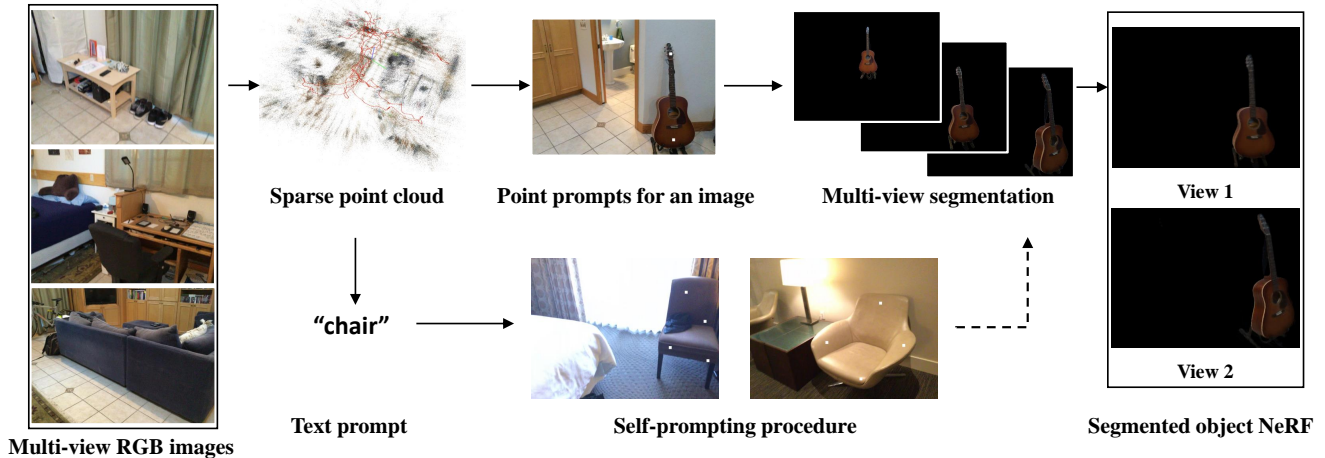 Sparse point cloud
Point prompts for an image
Multi-view segmentation
View 1
“chair”
View 2
Text prompt
Self-prompting procedure
Segmented object NeRF
Multi-view RGB images